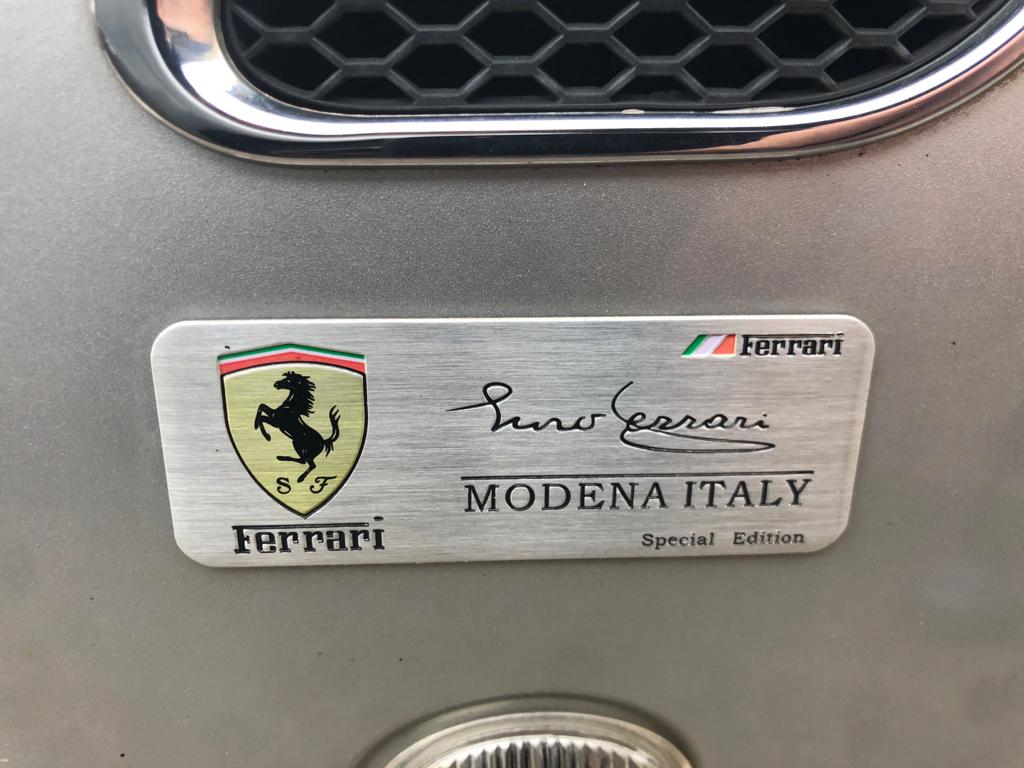 S F
Ferrari
Ferrari
Enzo Ferrari
MODENA ITALY
Special Edition